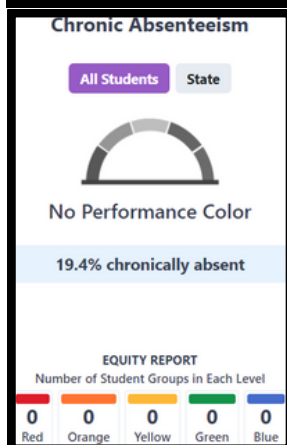 Chronic Absenteeism
All Students State
No Performance Color
19.4% chronically absent
EQUITY REPORT
Number of Student Groups in Each Level
0 0 0 0 0
Red Orange Yellow Green Blue